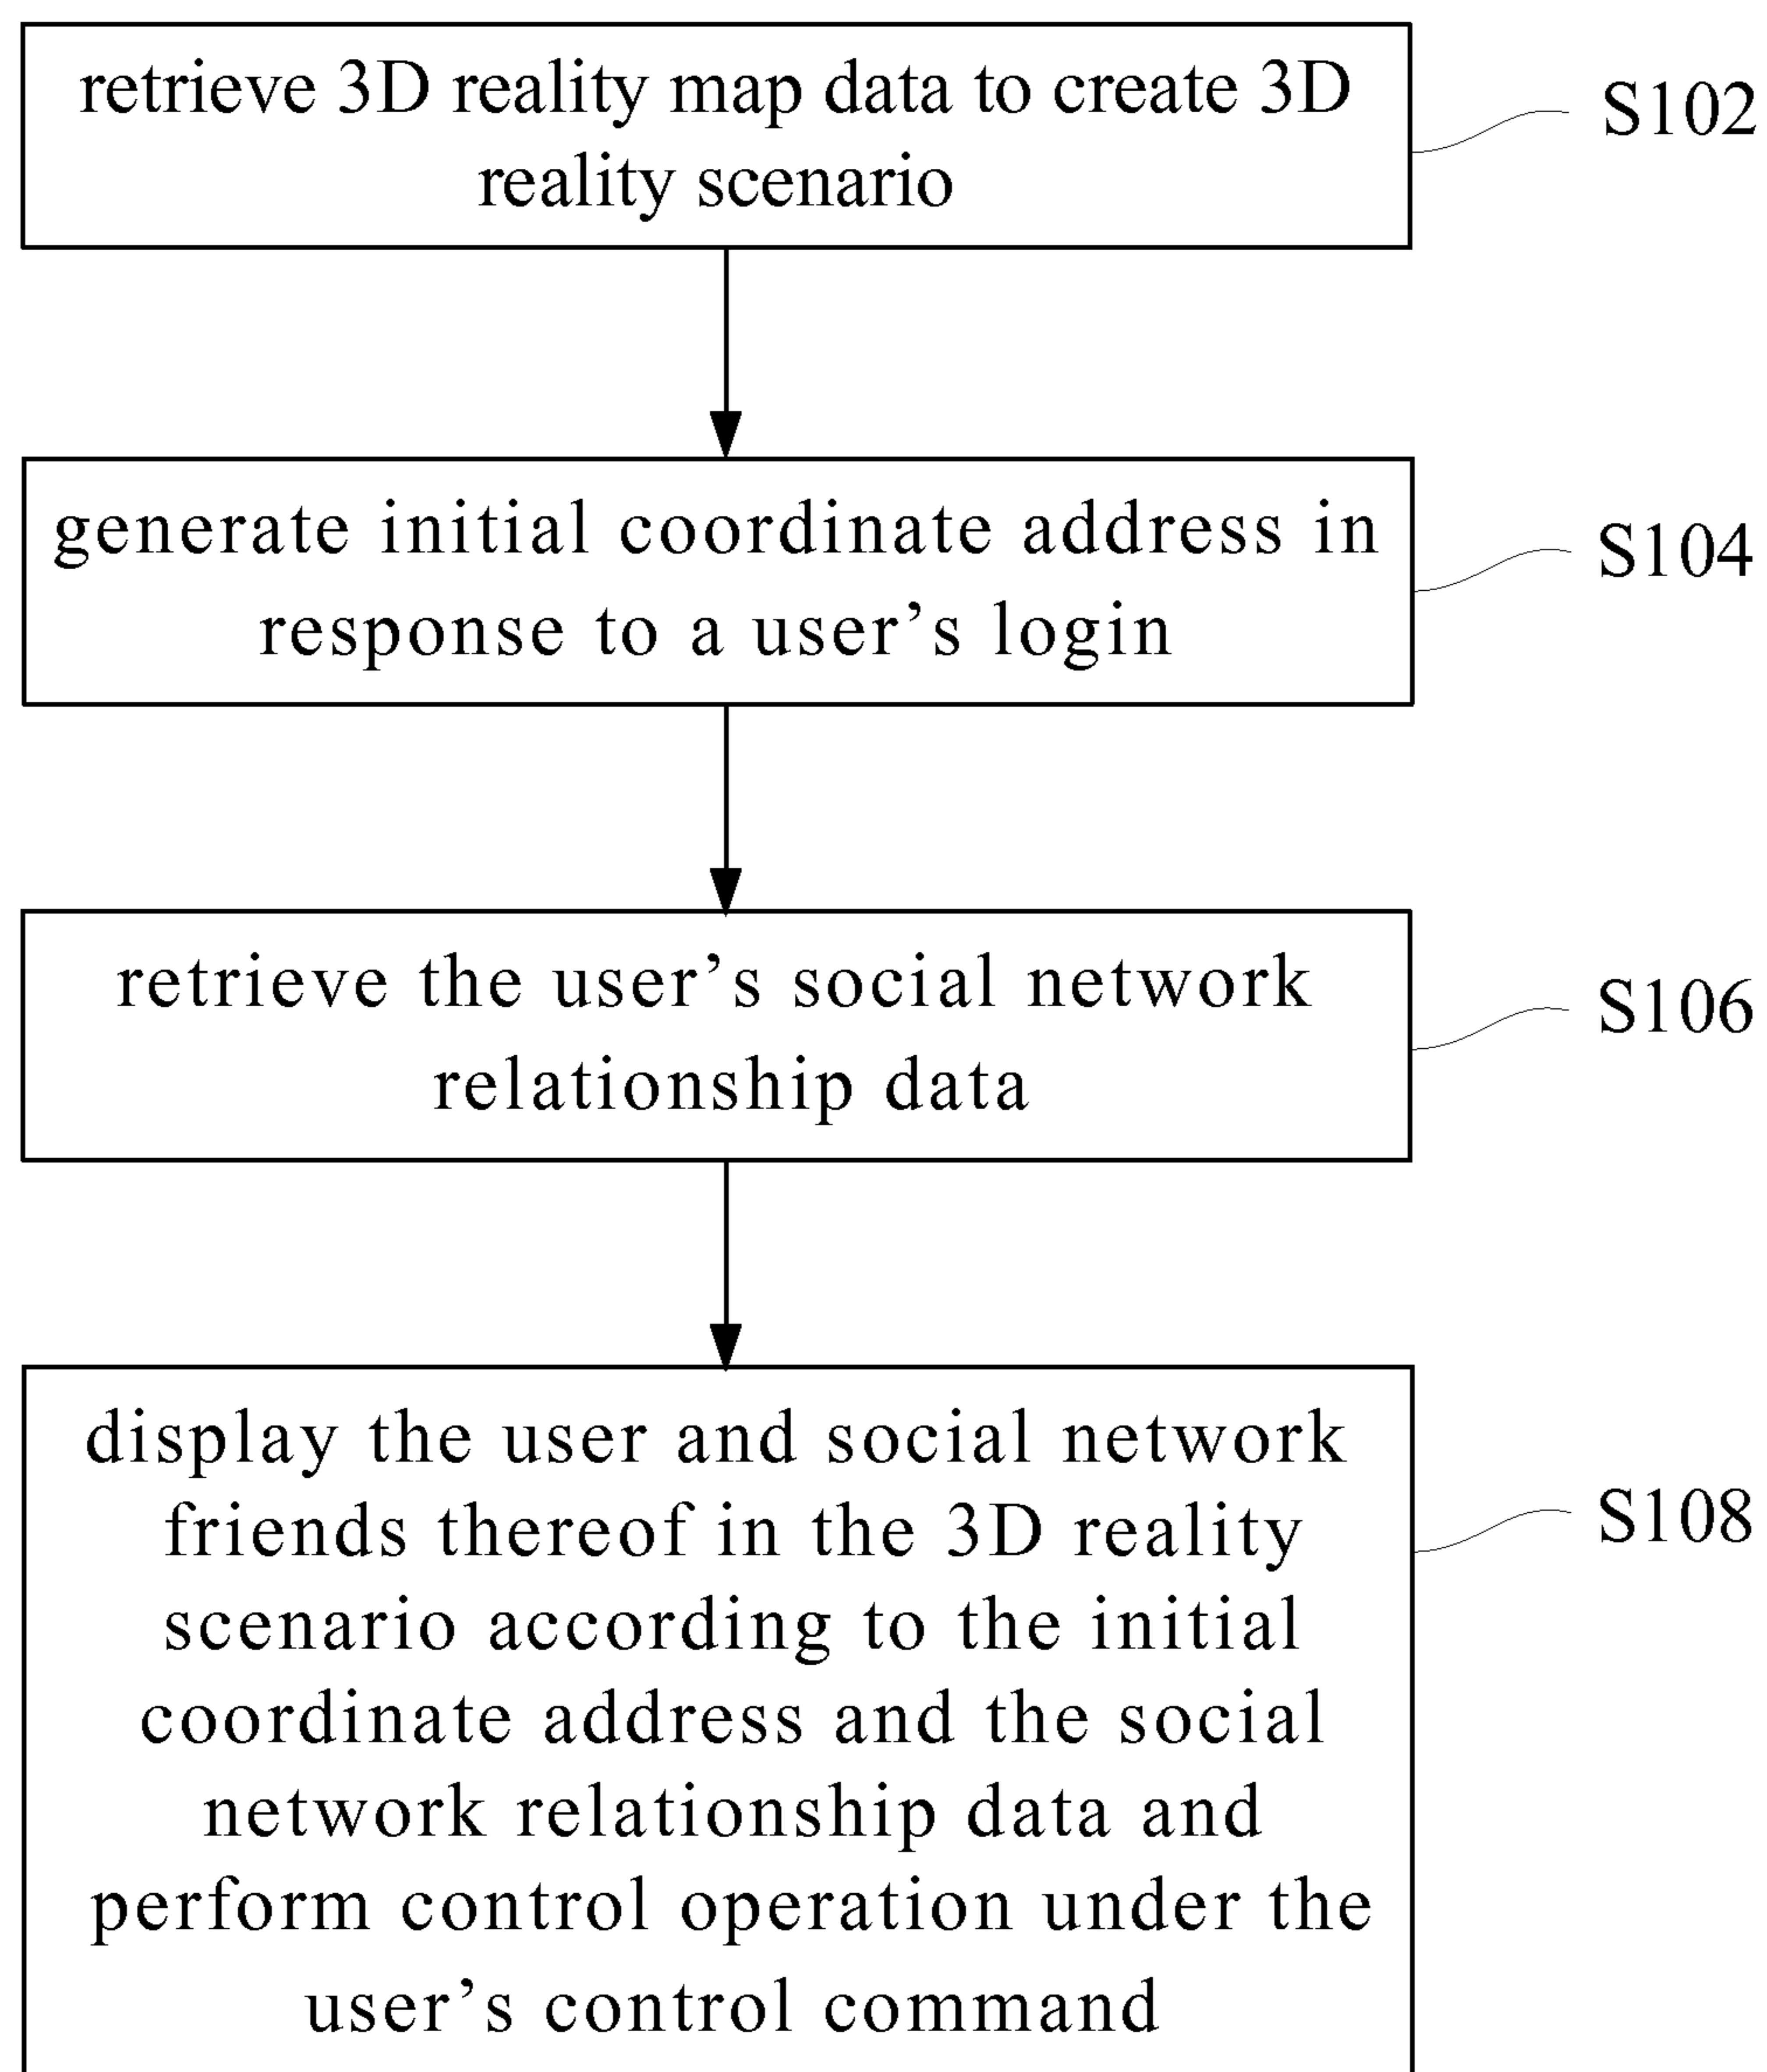 retrieve 3D reality map data to create 3D
reality scenario
S102
generate initial coordinate address in
response to a user’s login
S104
retrieve the user’s social network
relationship data
S106
display the user and social network
friends thereof in the 3D reality
scenario according to the initial
coordinate address and the social
network relationship data and
perform control operation under the
user’s control command
S108